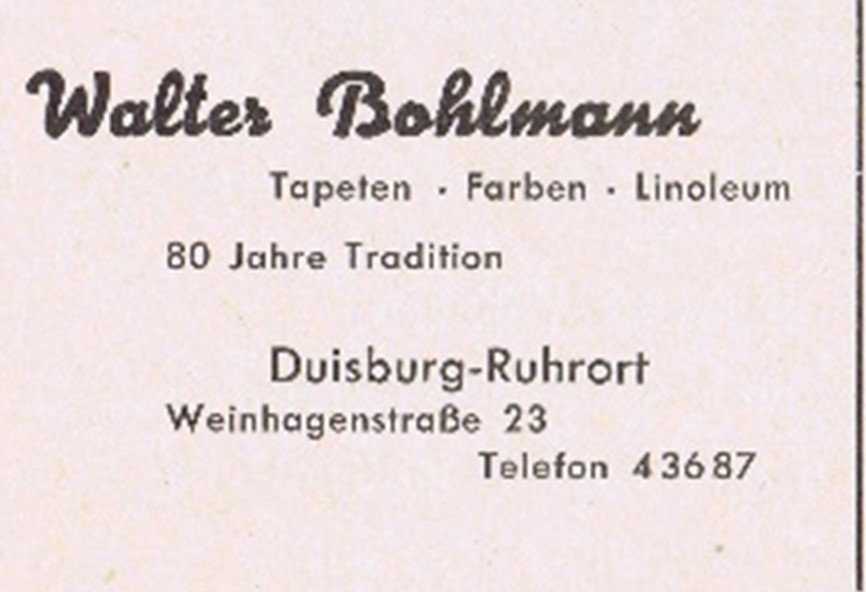 Walter Bohlmann
Tapeten · Farben · Linoleum
80 Jahre Tradition
Duisburg-Ruhrort
Weinhagenstraße 23
Telefon 43687